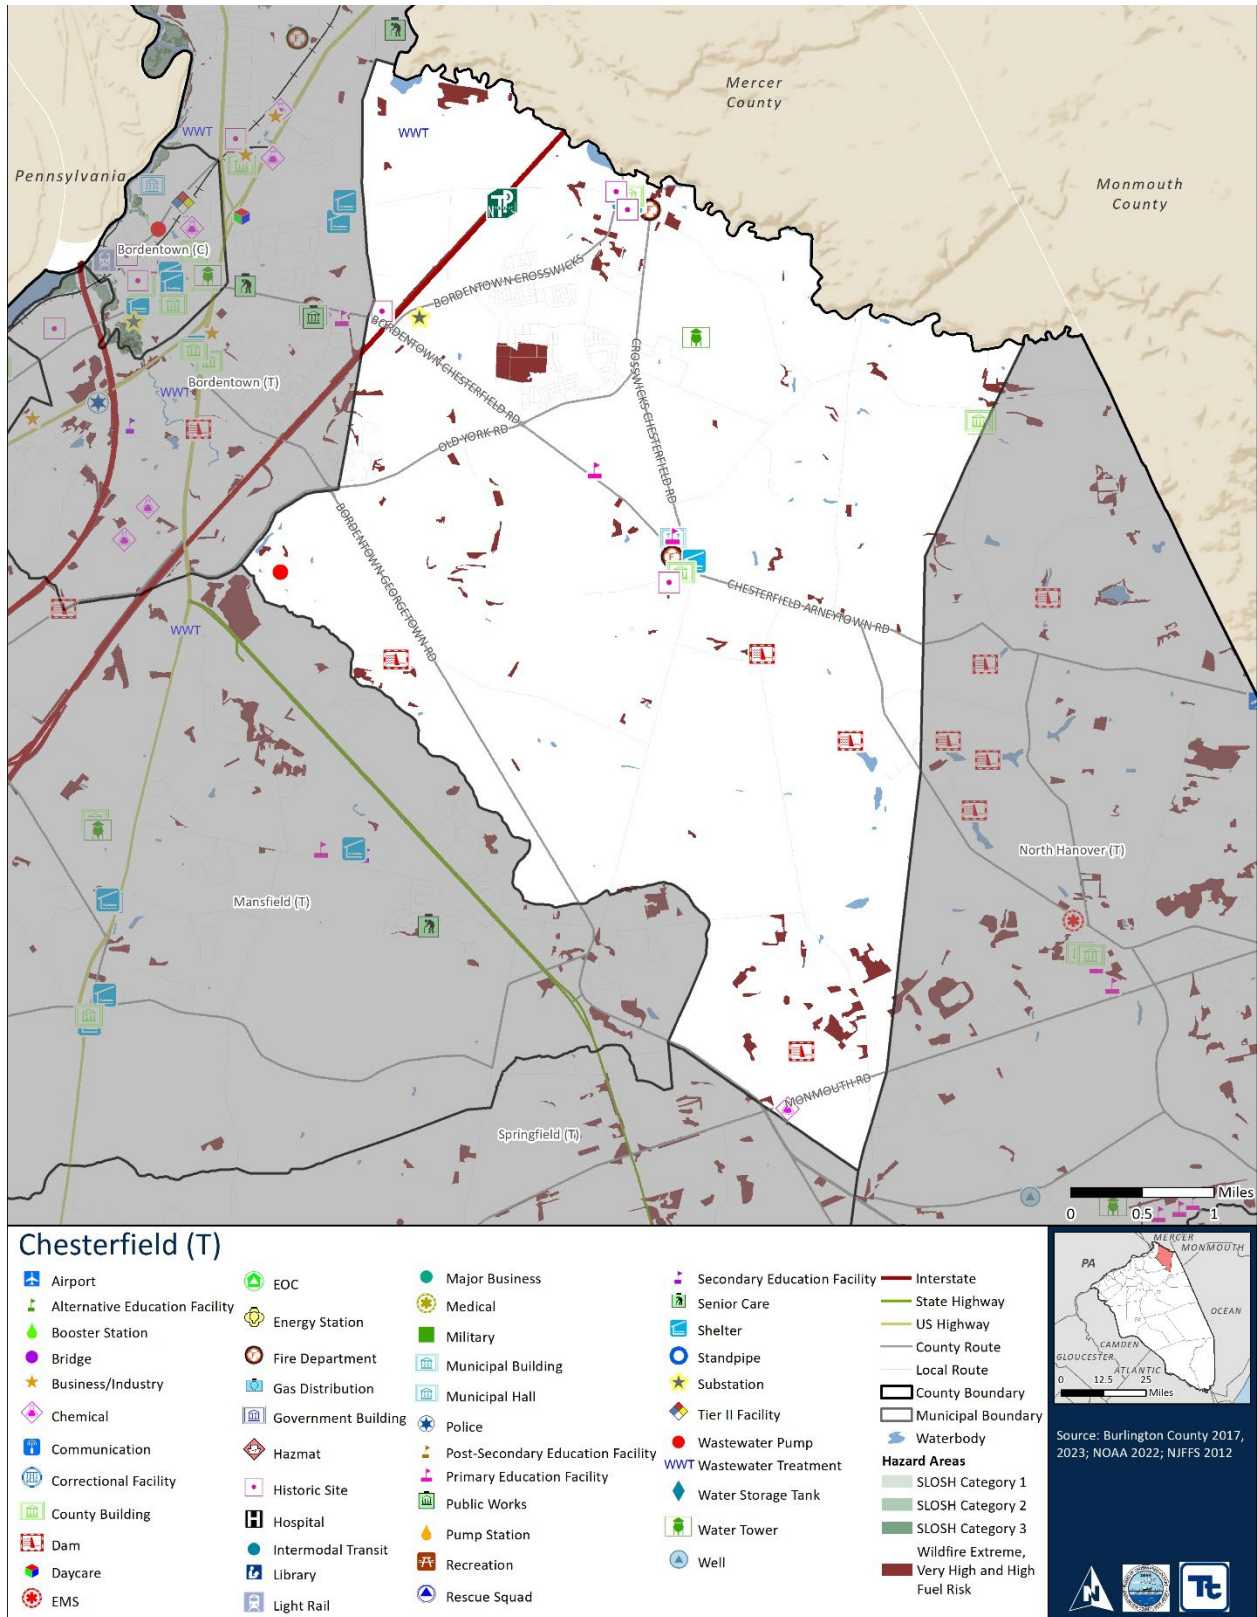 Mercer
County
WWT
WWT
Pennsylvania
Monmouth
County
Bordentown (C)
BORDENTOWN CROSSWICKS
BORDENTOWN CHESTERFIELD RD
CROSSWICKS CHESTERFIELD RD
Bordentown (T)
WWT
OLD YORK RD
BORDENTOWN GEORGETOWN RD
CHESTERFIELD ARNEYTOWN RD
WWT
North Hanover (T)
Mansfield (T)
MONMOUTH RD
Springfield (T)
Miles
0 0.5 1
Chesterfield (T)
Airport
Alternative Education Facility
Booster Station
Bridge
Business/Industry
Chemical
Communication
Correctional Facility
County Building
Dam
Daycare
EMS
EOC
Energy Station
Fire Department
Gas Distribution
Government Building
Hazmat
Historic Site
Hospital
Intermodal Transit
Library
Light Rail
Major Business
Medical
Military
Municipal Building
Municipal Hall
Police
Post-Secondary Education Facility
Primary Education Facility
Public Works
Pump Station
Recreation
Rescue Squad
Secondary Education Facility
Senior Care
Shelter
Standpipe
Substation
Tier II Facility
Wastewater Pump
WWT Wastewater Treatment
Water Storage Tank
Water Tower
Well
Interstate
State Highway
US Highway
County Route
Local Route
County Boundary
Municipal Boundary
Waterbody
Hazard Areas
SLOSH Category 1
SLOSH Category 2
SLOSH Category 3
Wildfire Extreme,
Very High and High
Fuel Risk
MERCER
MONMOUTH
PA
OCEAN
CAMDEN
GLOUCESTER
ATLANTIC
0 12.5 25
Miles
Source: Burlington County 2017,
2023; NOAA 2022; NJFFS 2012
N
Tt